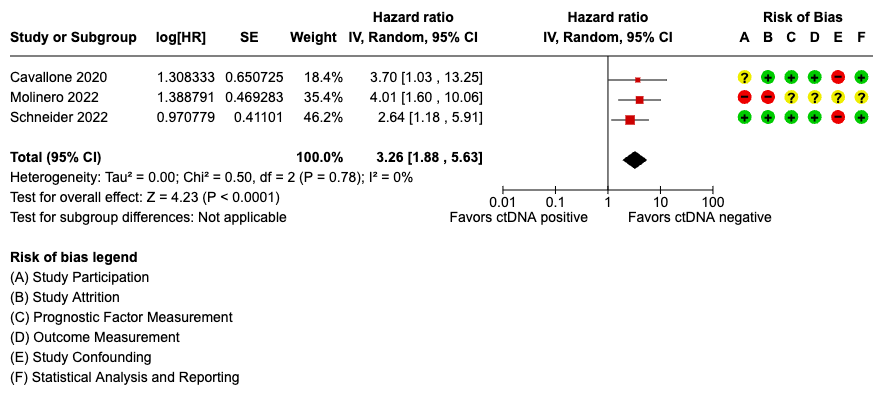 Hazard ratio Hazard ratio Risk of Bias
Study or Subgroup log[HR] SE Weight IV, Random, 95% CI IV, Random, 95% CI A B C D E F
Cavallone 2020 1.308333 0.650725 18.4% 3.70 [1.03 , 13.25] ? + + + − +
Molinero 2022 1.388791 0.469283 35.4% 4.01 [1.60 , 10.06] − − ? ? ? ?
Schneider 2022 0.970779 0.41101 46.2% 2.64 [1.18 , 5.91] + + + + − +
Total (95% CI) 100.0% 3.26 [1.88 , 5.63]
Heterogeneity: Tau² = 0.00; Chi² = 0.50, df = 2 (P = 0.78); I² = 0%
Test for overall effect: Z = 4.23 (P < 0.0001) 0.01 0.1 1 10 100
Test for subgroup differences: Not applicable Favors ctDNA positive Favors ctDNA negative
Risk of bias legend
(A) Study Participation
(B) Study Attrition
(C) Prognostic Factor Measurement
(D) Outcome Measurement
(E) Study Confounding
(F) Statistical Analysis and Reporting